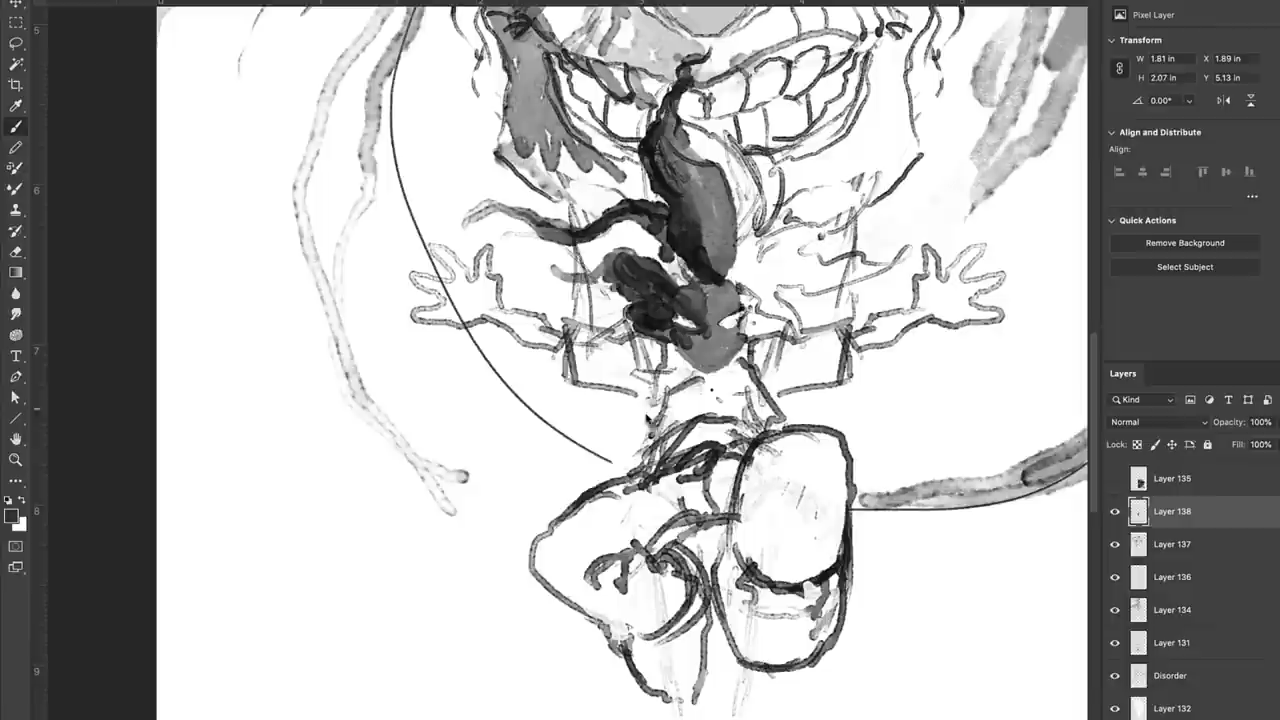 Pixel Layer
Transform
W 1.81 in X 1.89 in
H 2.07 in Y 5.13 in
0.00°
Align and Distribute
Align:
Quick Actions
Remove Background
Select Subject
Layers
Kind
Normal Opacity: 100%
Lock: Fill: 100%
Layer 135
Layer 138
Layer 137
Layer 136
Layer 134
Layer 131
Disorder
Layer 132
5
6
7
8
9